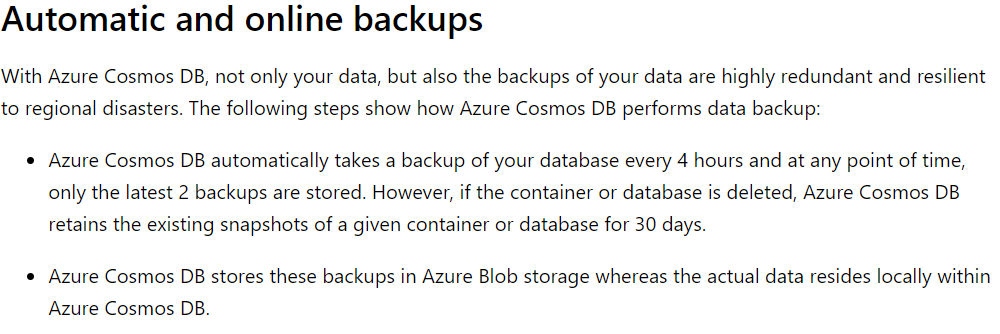 Automatic and online backups
With Azure Cosmos DB, not only your data, but also the backups of your data are highly redundant and resilient
to regional disasters. The following steps show how Azure Cosmos DB performs data backup:
• Azure Cosmos DB automatically takes a backup of your database every 4 hours and at any point of time,
only the latest 2 backups are stored. However, if the container or database is deleted, Azure Cosmos DB
retains the existing snapshots of a given container or database for 30 days.
• Azure Cosmos DB stores these backups in Azure Blob storage whereas the actual data resides locally within
Azure Cosmos DB.